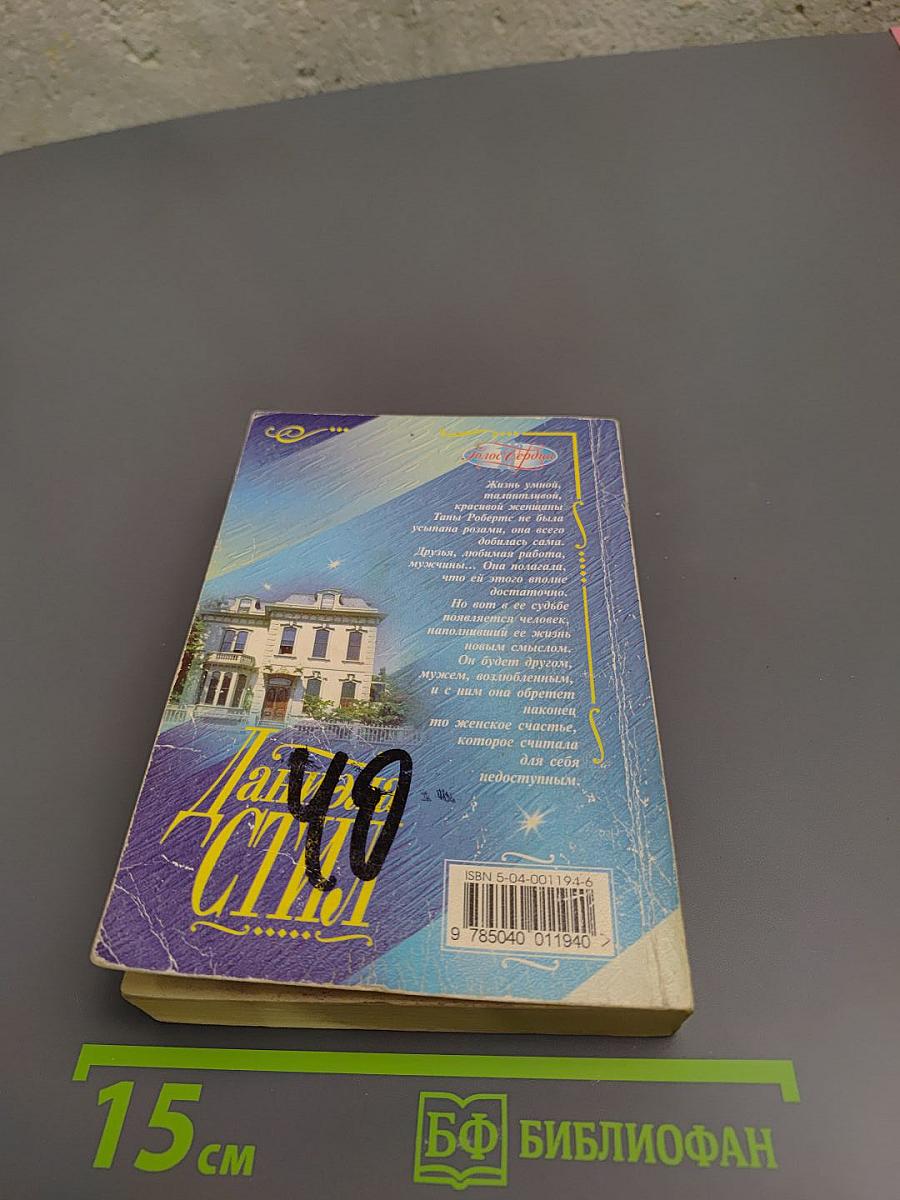 Голос Сердца
Жизнь умной,
талантливой,
красивой женщины
Таны Робертс не была
усыпана розами, она всего
добилась сама.
Друзья, любимая работа,
мужчины... Она полагала,
что ей этого вполне
достаточно.
Но вот в ее судьбе
появляется человек,
наполнивший ее жизнь
новым смыслом.
Он будет другом,
мужем, возлюбленным,
и с ним она обретет
наконец
то женское счастье,
которое считала
для себя
недоступным.
Даниэла
СТИЛ
40
ISBN 5-04-001194-6
9 785040 011940 >
15 см
БФ БИБЛИОФАН